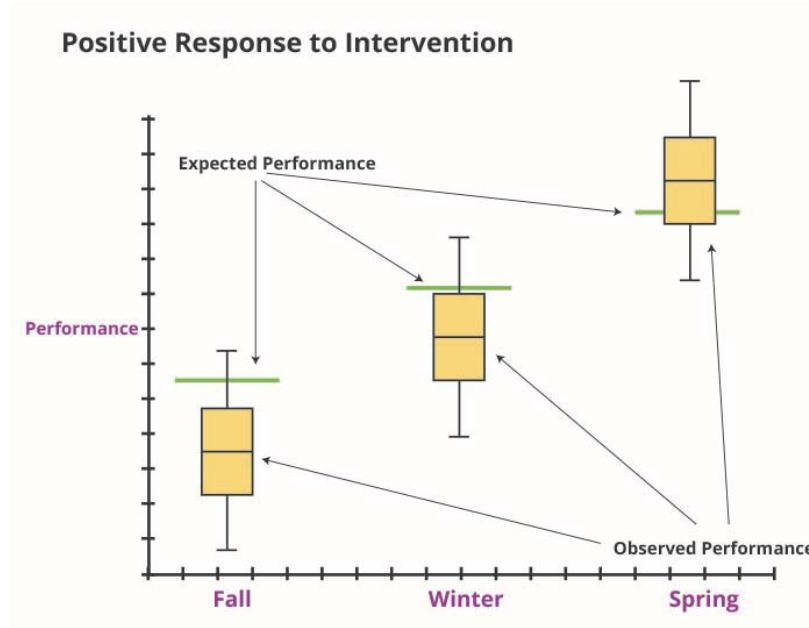 Positive Response to Intervention
Expected Performance
Performance
Observed Performance
Fall
Winter
Spring